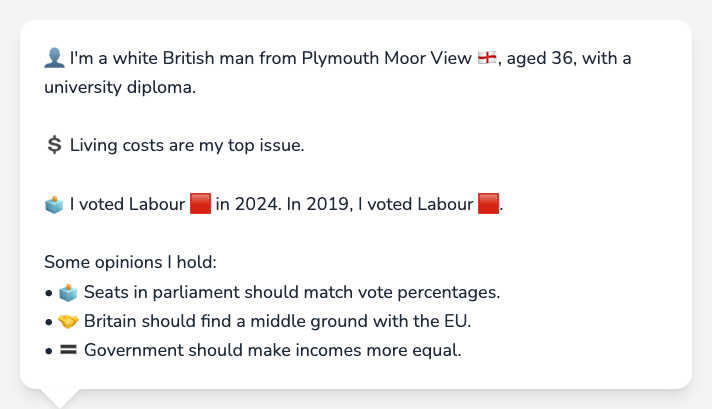 👤 I'm a white British man from Plymouth Moor View 🏴󠁧󠁢󠁥󠁮󠁧󠁿, aged 36, with a
university diploma.
💲 Living costs are my top issue.
🗳️ I voted Labour 🟥 in 2024. In 2019, I voted Labour 🟥.
Some opinions I hold:
• 🗳️ Seats in parliament should match vote percentages.
• 🤝 Britain should find a middle ground with the EU.
• 🟰 Government should make incomes more equal.